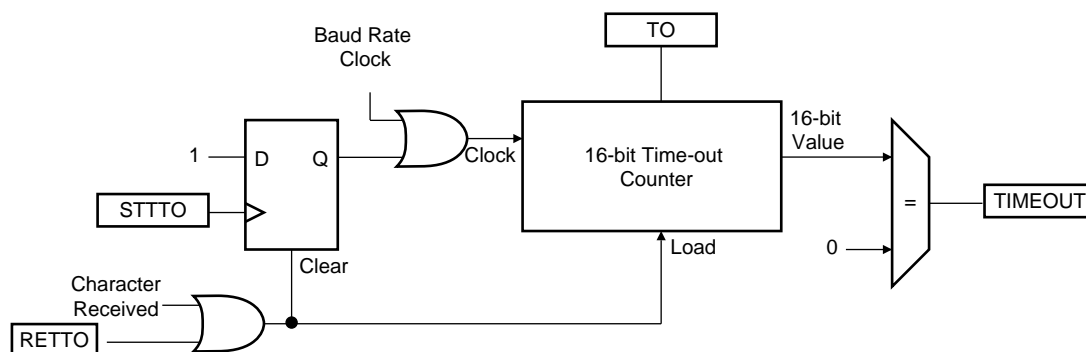 TO
Baud Rate
Clock
1
D
Q
Clock
16-bit Time-out
Counter
16-bit
Value
STTTO
=
TIMEOUT
Clear
Load
0
Character
Received
RETTO